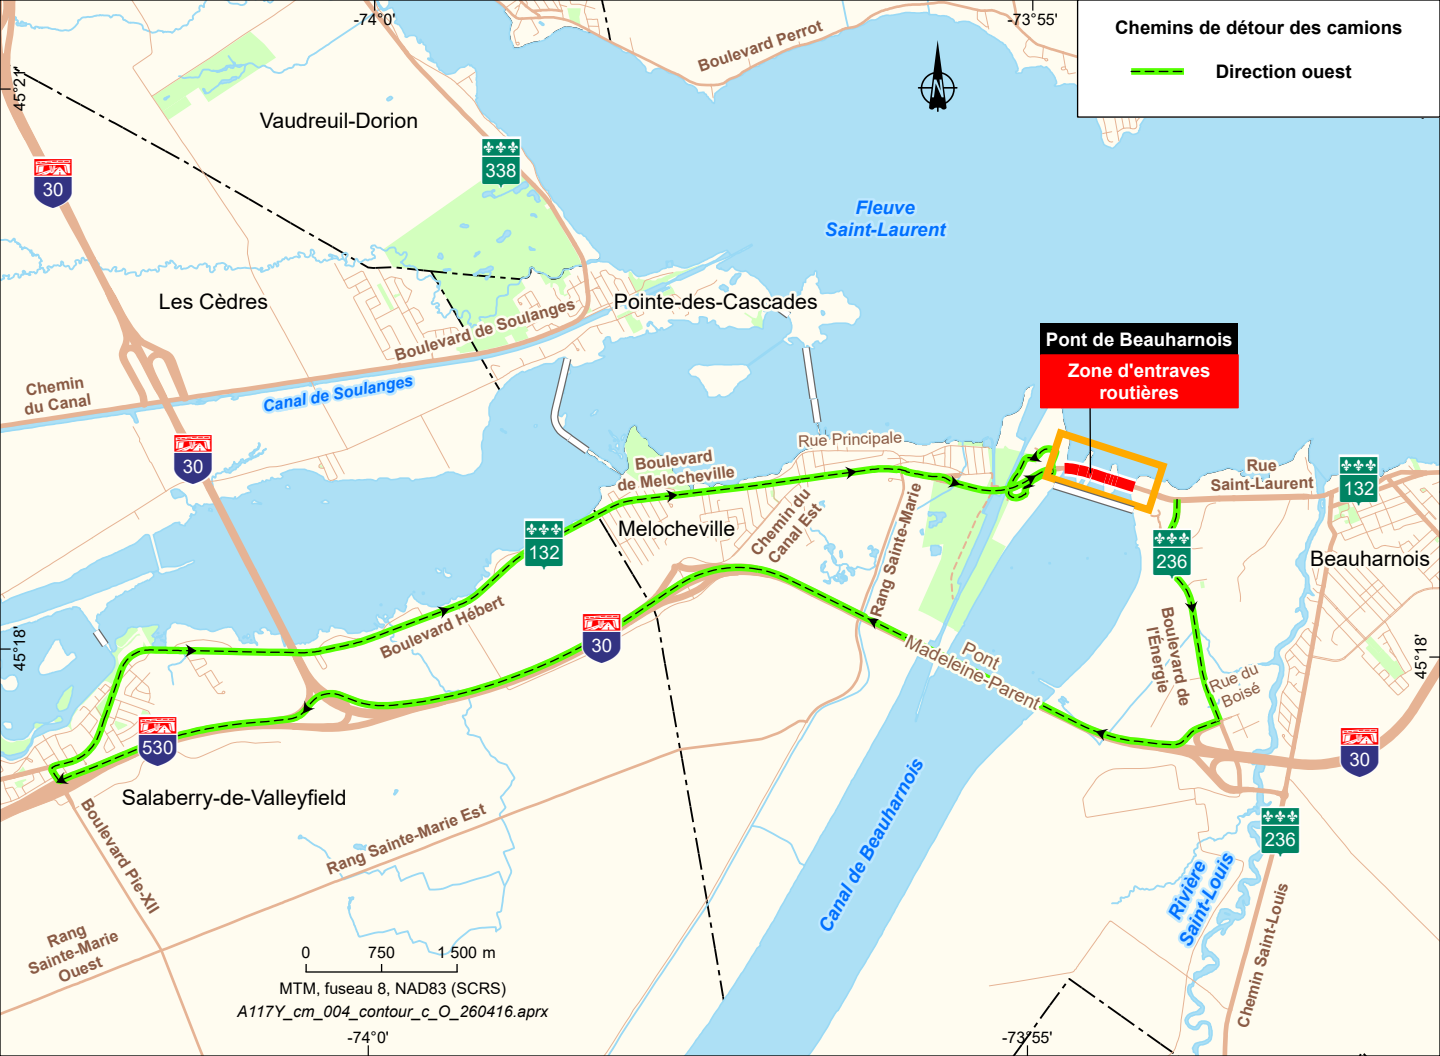 -74°0'
-73°55'
Chemins de détour des camions
Direction ouest
Boulevard Perrot
45°21'
Vaudreuil-Dorion
338
30
Fleuve
Saint-Laurent
Les Cèdres
Pointe-des-Cascades
Boulevard de Soulanges
Pont de Beauharnois
Zone d'entraves
routières
Chemin
du Canal
Canal de Soulanges
30
Rue Principale
Boulevard
de Melocheville
Rue
Saint-Laurent
132
Melocheville
Chemin du
Canal Est
Rang Sainte-Marie
132
236
Beauharnois
Boulevard Hébert
30
45°18'
Pont
Madeleine-Parent
Boulevard de
l'Énergie
Rue du
Boisé
45°18'
530
30
Salaberry-de-Valleyfield
Boulevard Pie-XII
Rang Sainte-Marie Est
Canal de Beauharnois
236
Rivière
Saint-Louis
Chemin Saint-Louis
Rang
Sainte-Marie
Ouest
0 750 1 500 m
MTM, fuseau 8, NAD83 (SCRS)
A117Y_cm_004_contour_c_O_260416.aprx
-74°0'
-73°55'